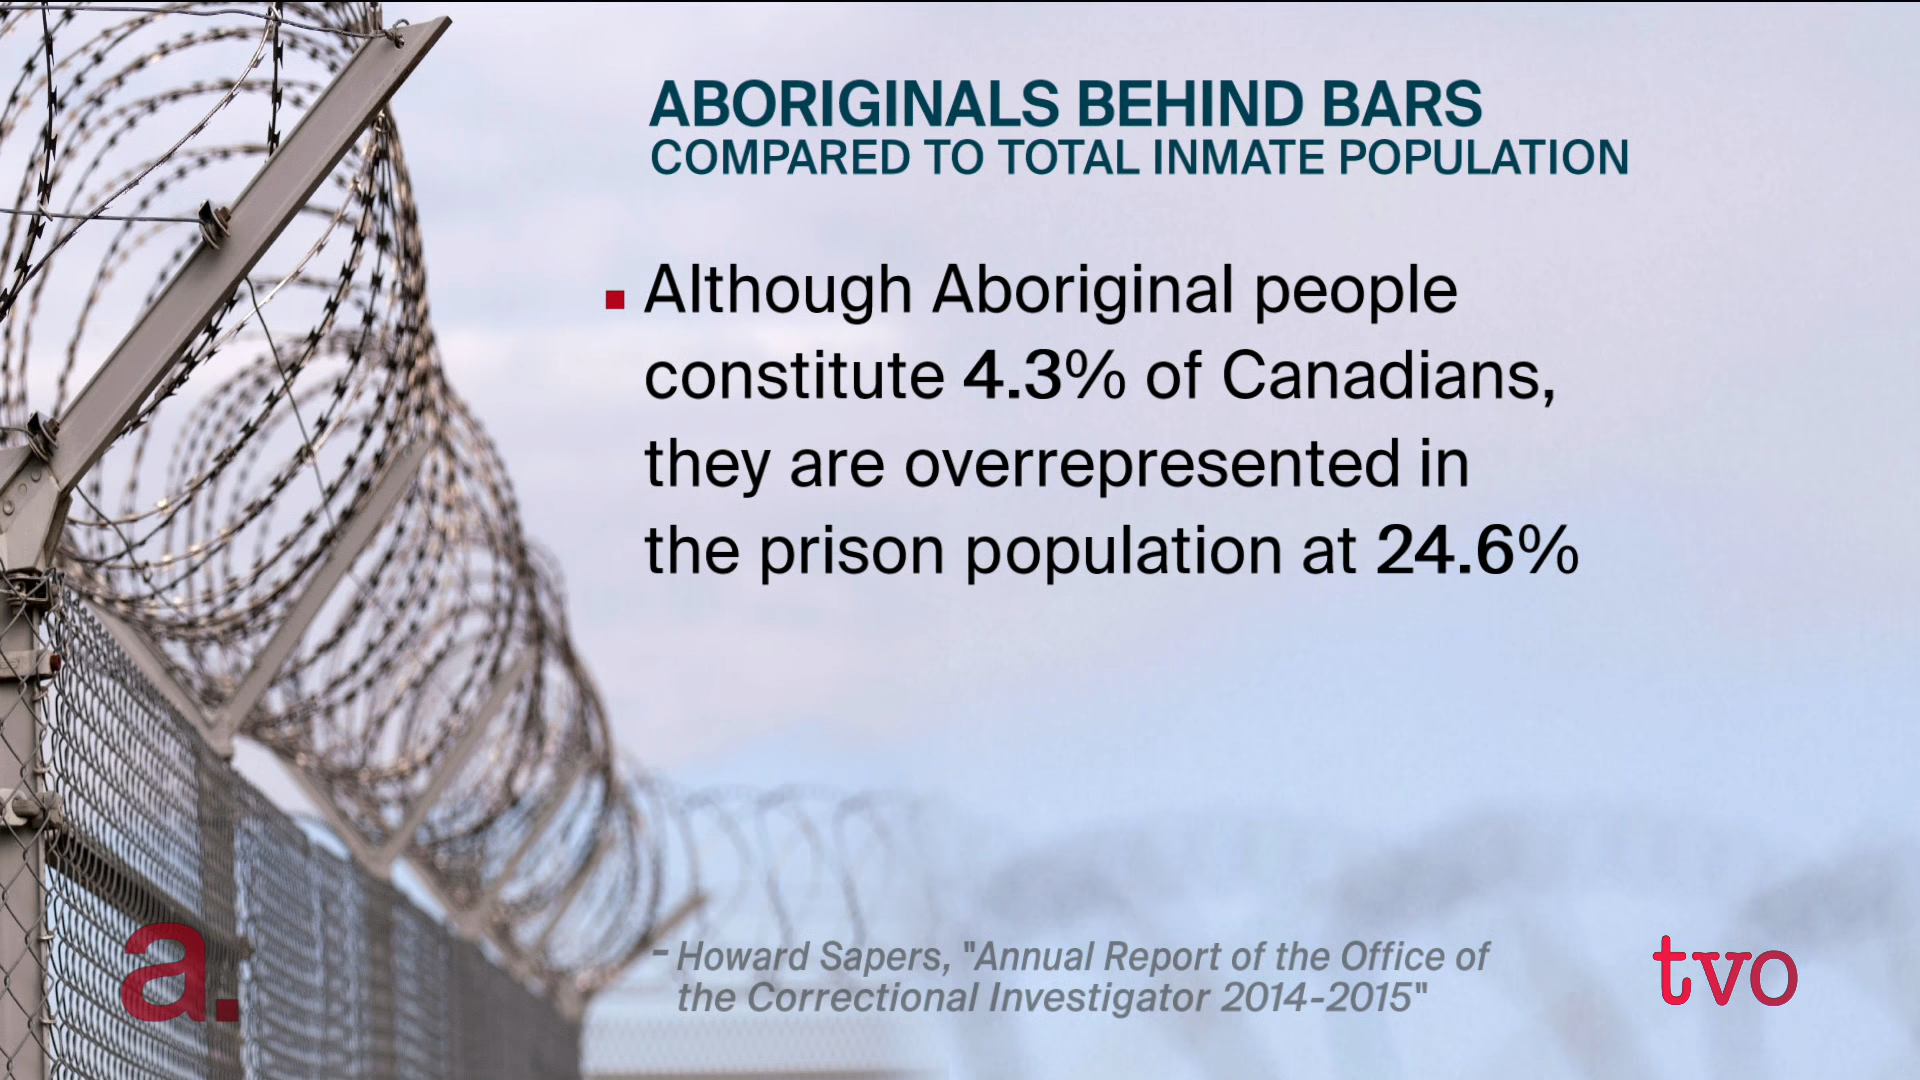 ABORIGINALS BEHIND BARS
COMPARED TO TOTAL INMATE POPULATION
Although Aboriginal people
constitute 4.3% of Canadians,
they are overrepresented in
the prison population at 24.6%
- Howard Sapers, "Annual Report of the Office of
the Correctional Investigator 2014-2015"
a.
tvo